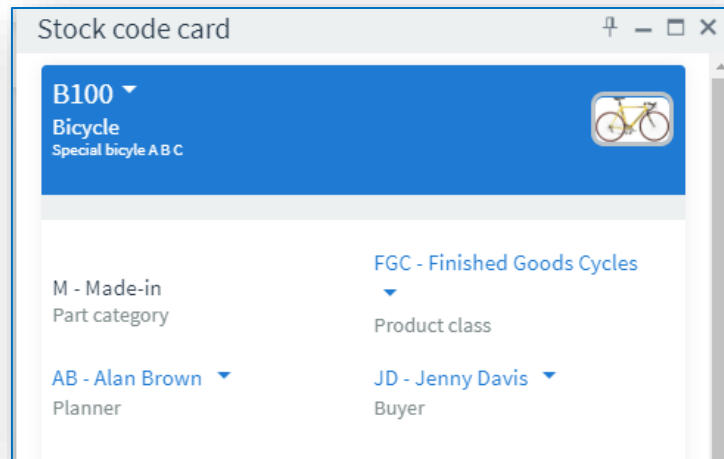 Stock code card
B100
Bicycle
Special bicyle A B C
M - Made-in
Part category
FGC - Finished Goods Cycles
Product class
AB - Alan Brown
Planner
JD - Jenny Davis
Buyer